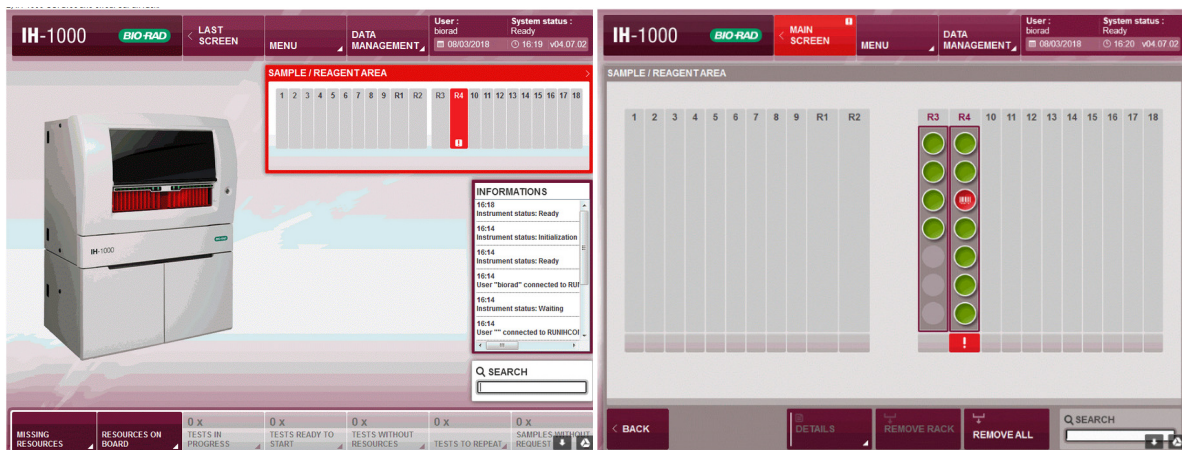 IH-1000
BIO-RAD
< LAST
SCREEN
MENU
DATA
MANAGEMENT
User :
biorad
08/03/2018
System status :
Ready
16:19 v04.07.02
SAMPLE / REAGENT AREA >
1 2 3 4 5 6 7 8 9 R1 R2 R3 R4 10 11 12 13 14 15 16 17 18
!
IH-1000
BIO-RAD
INFORMATIONS
16:18
Instrument status: Ready
16:14
Instrument status: Initialization
16:14
Instrument status: Ready
16:14
User "biorad" connected to RUI
16:14
Instrument status: Waiting
16:14
User "" connected to RUNIHCO
SEARCH
MISSING
RESOURCES
RESOURCES ON
BOARD
0 x
TESTS IN
PROGRESS
0 x
TESTS READY TO
START
0 x
TESTS WITHOUT
RESOURCES
0 x
TESTS TO REPEAT
0 x
SAMPLES WITHOUT
REQUEST
IH-1000
BIO-RAD
< MAIN
SCREEN
!
MENU
DATA
MANAGEMENT
User :
biorad
08/03/2018
System status :
Ready
16:20 v04.07.02
SAMPLE / REAGENT AREA
1 2 3 4 5 6 7 8 9 R1 R2 R3 R4 10 11 12 13 14 15 16 17 18
!
< BACK
DETAILS
REMOVE RACK
REMOVE ALL
SEARCH